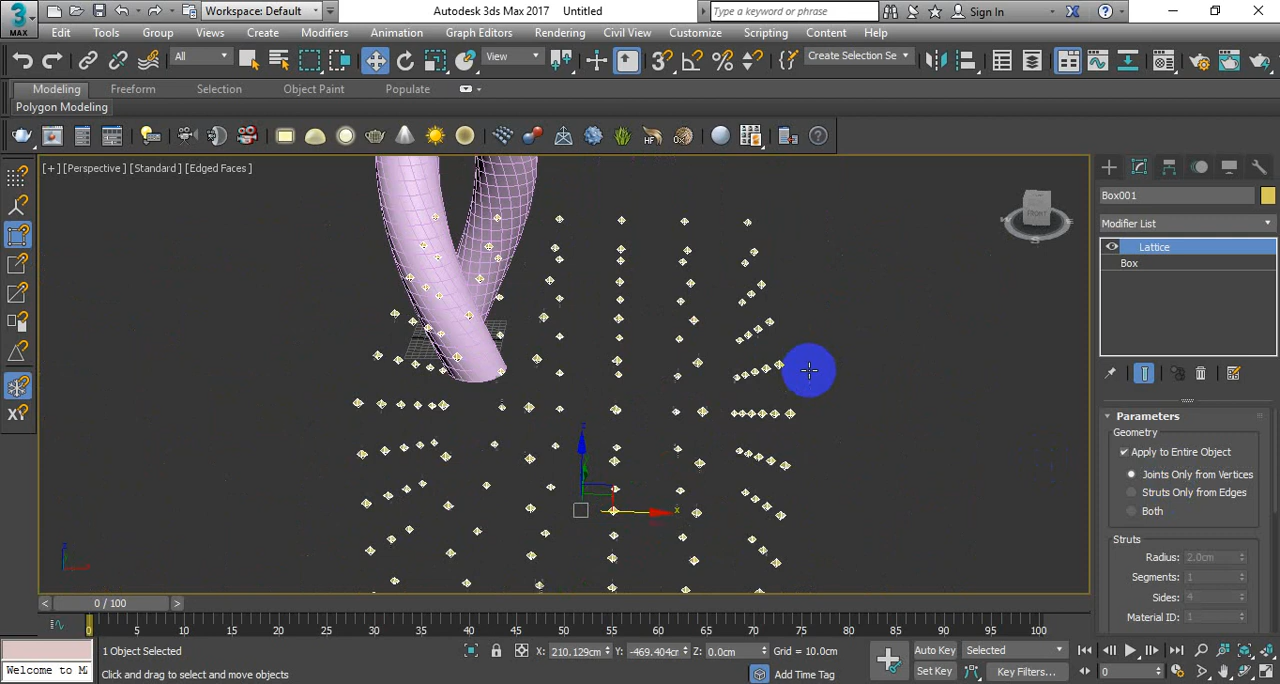 3
MAX
Workspace: Default
Autodesk 3ds Max 2017
Untitled
Type a keyword or phrase
Sign In
Edit
Tools
Group
Views
Create
Modifiers
Animation
Graph Editors
Rendering
Civil View
Customize
Scripting
Content
Help
All
View
Create Selection Se
Modeling
Freeform
Selection
Object Paint
Populate
Polygon Modeling
[+] [Perspective] [Standard] [Edged Faces]
FRONT
z
x
z
XY
Box001
Modifier List
Lattice
Box
Parameters
Geometry
Apply to Entire Object
Joints Only from Vertices
Struts Only from Edges
Both
Struts
Radius: 2.0cm
Segments: 1
Sides: 4
Material ID: 1
< 0 / 100 >
0 5 10 15 20 25 30 35 40 45 50 55 60 65 70 75 80 85 90 95 100
1 Object Selected
X: 210.129cm
Y: -469.404cr
Z: 0.0cm
Grid = 10.0cm
Auto Key
Selected
Welcome to M
Click and drag to select and move objects
Add Time Tag
Set Key
Key Filters...
0